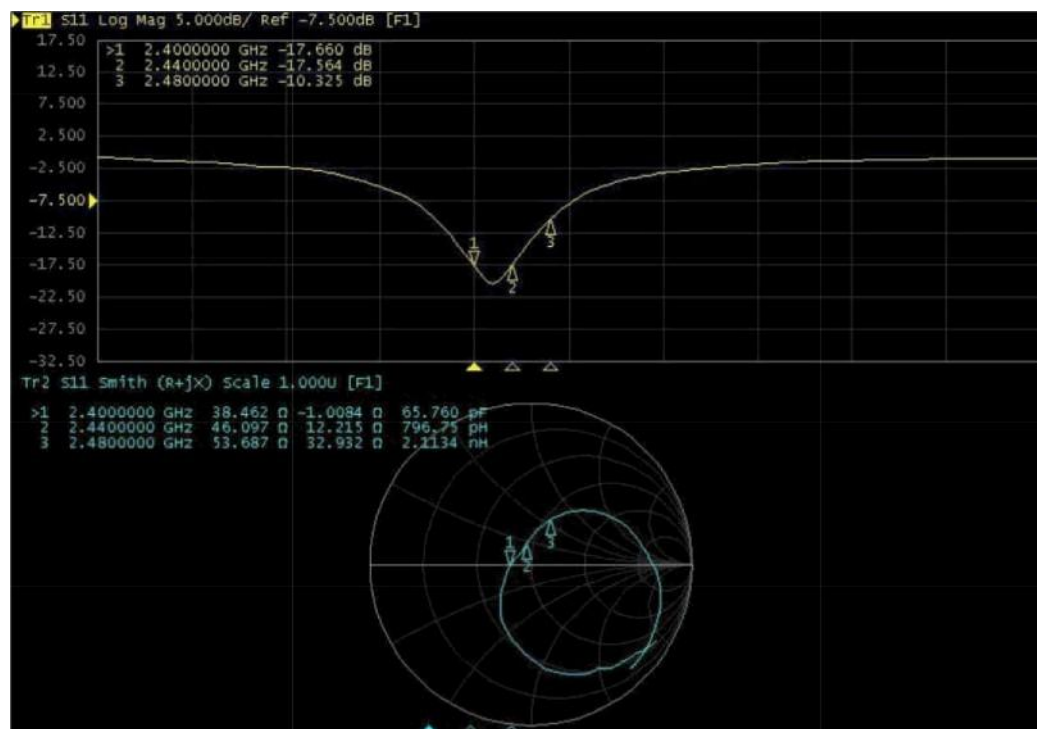 Tr1 S11 Log Mag 5.000dB/ Ref -7.500dB [F1]
17.50
>1 2.4000000 GHz -17.660 dB
2 2.4400000 GHz -17.564 dB
12.50
3 2.4800000 GHz -10.325 dB
7.500
2.500
-2.500
-7.500
-12.50
1
3
-17.50
2
-22.50
-27.50
-32.50
Tr2 S11 Smith (R+jX) Scale 1.000U [F1]
>1 2.4000000 GHz 38.462 Ω -1.0084 Ω 65.760 pF
2 2.4400000 GHz 46.097 Ω 12.215 Ω 796.75 pH
3 2.4800000 GHz 53.687 Ω 32.932 Ω 2.1134 nH
1
3
2